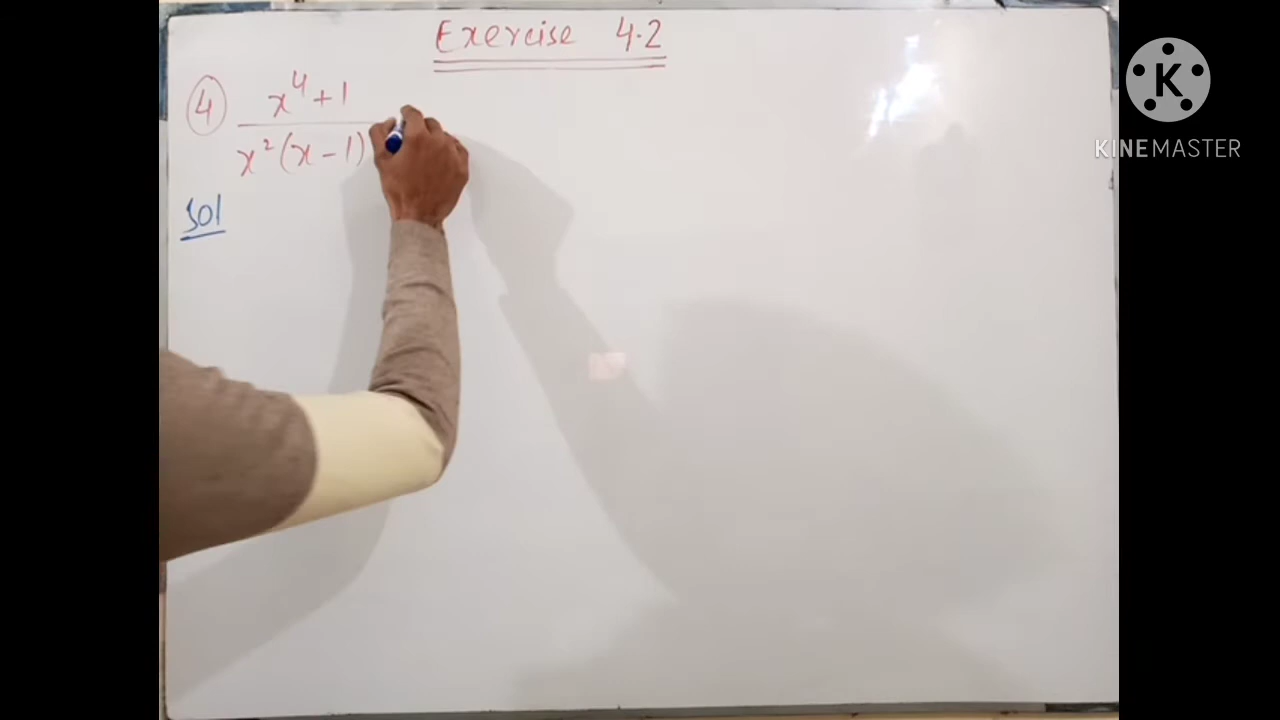 Exercise 4.2
④ x⁴+1
x²(x-1)
Sol
K
KINEMASTER